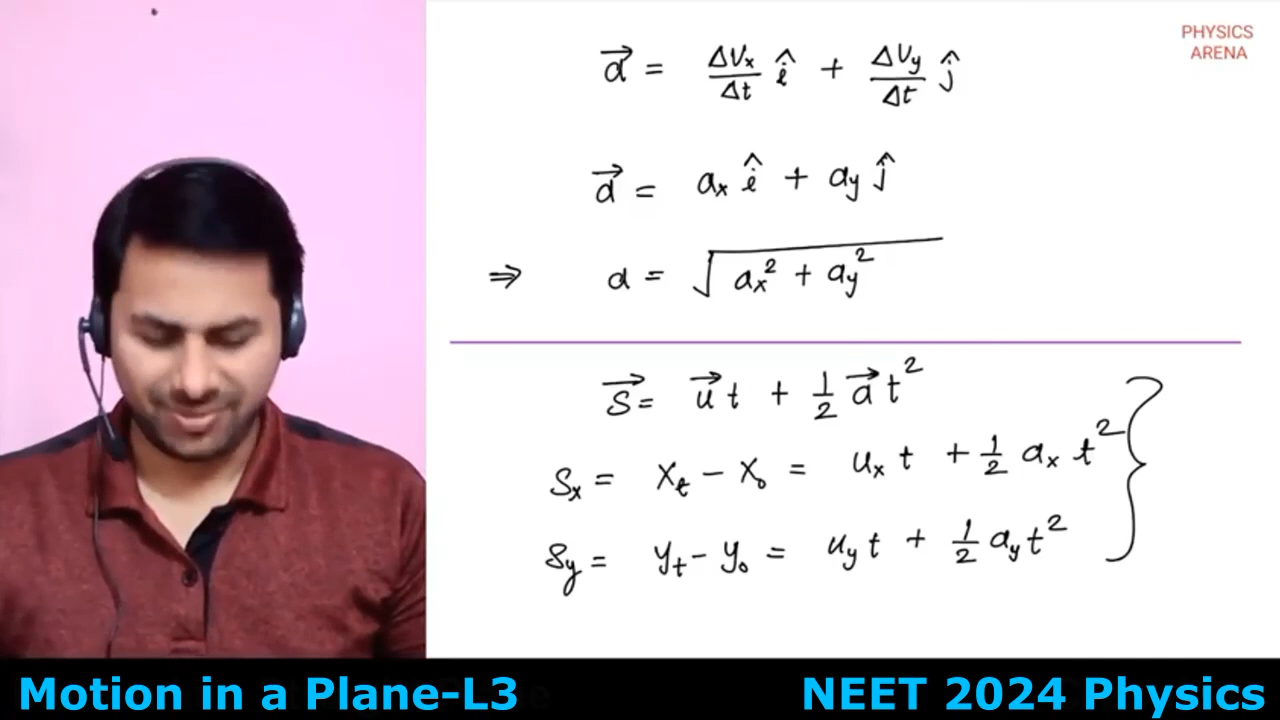 PHYSICS
ARENA
a⃗ = ΔVx/Δt î + ΔVy/Δt ĵ
a⃗ = ax î + ay ĵ
⇒ a = √(ax² + ay²)
S⃗ = u⃗ t + 1/2 a⃗ t²
Sx = Xt − X0 = ux t + 1/2 ax t²
Sy = yt − y0 = uy t + 1/2 ay t²
Motion in a Plane-L3
NEET 2024 Physics